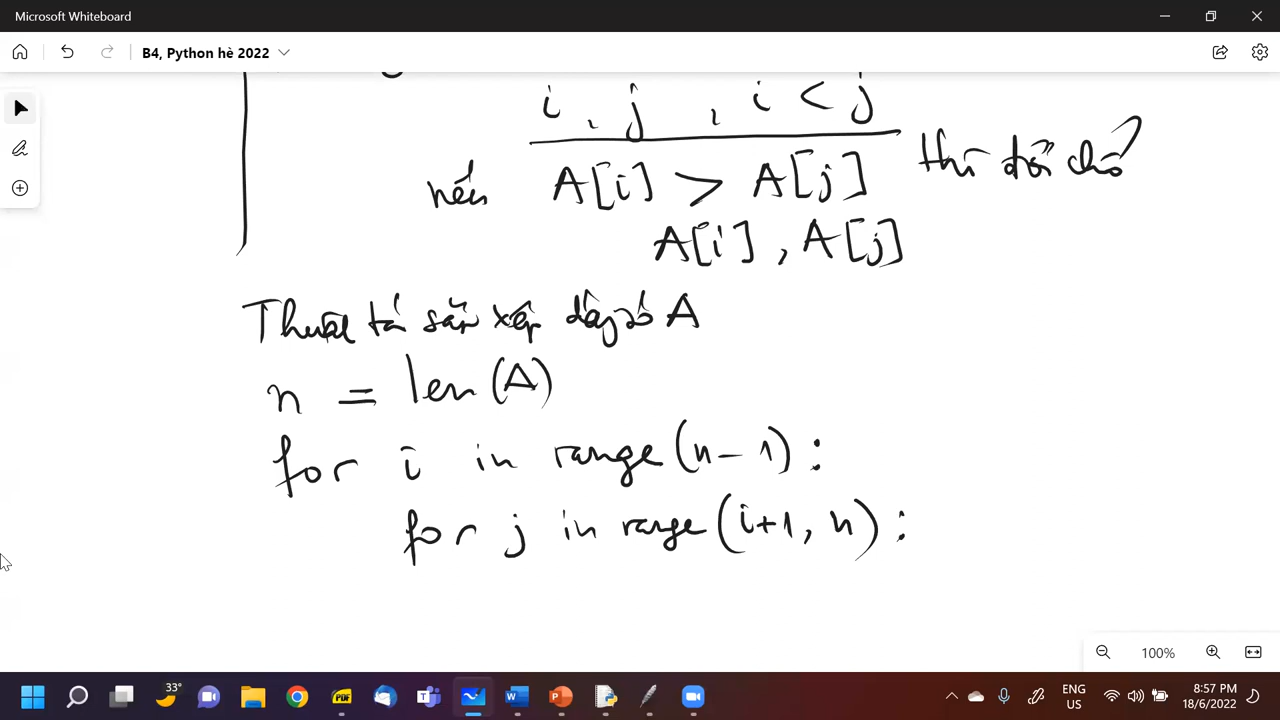 Microsoft Whiteboard
B4, Python hè 2022
i, j, i < j
nếu A[i] > A[j] thì đổi chỗ
A[i], A[j]
Thuật tả sắp xếp dãy số A
n = len(A)
for i in range(n-1):
for j in range(i+1, n):
100%
33°
ENG
US
8:57 PM
18/6/2022